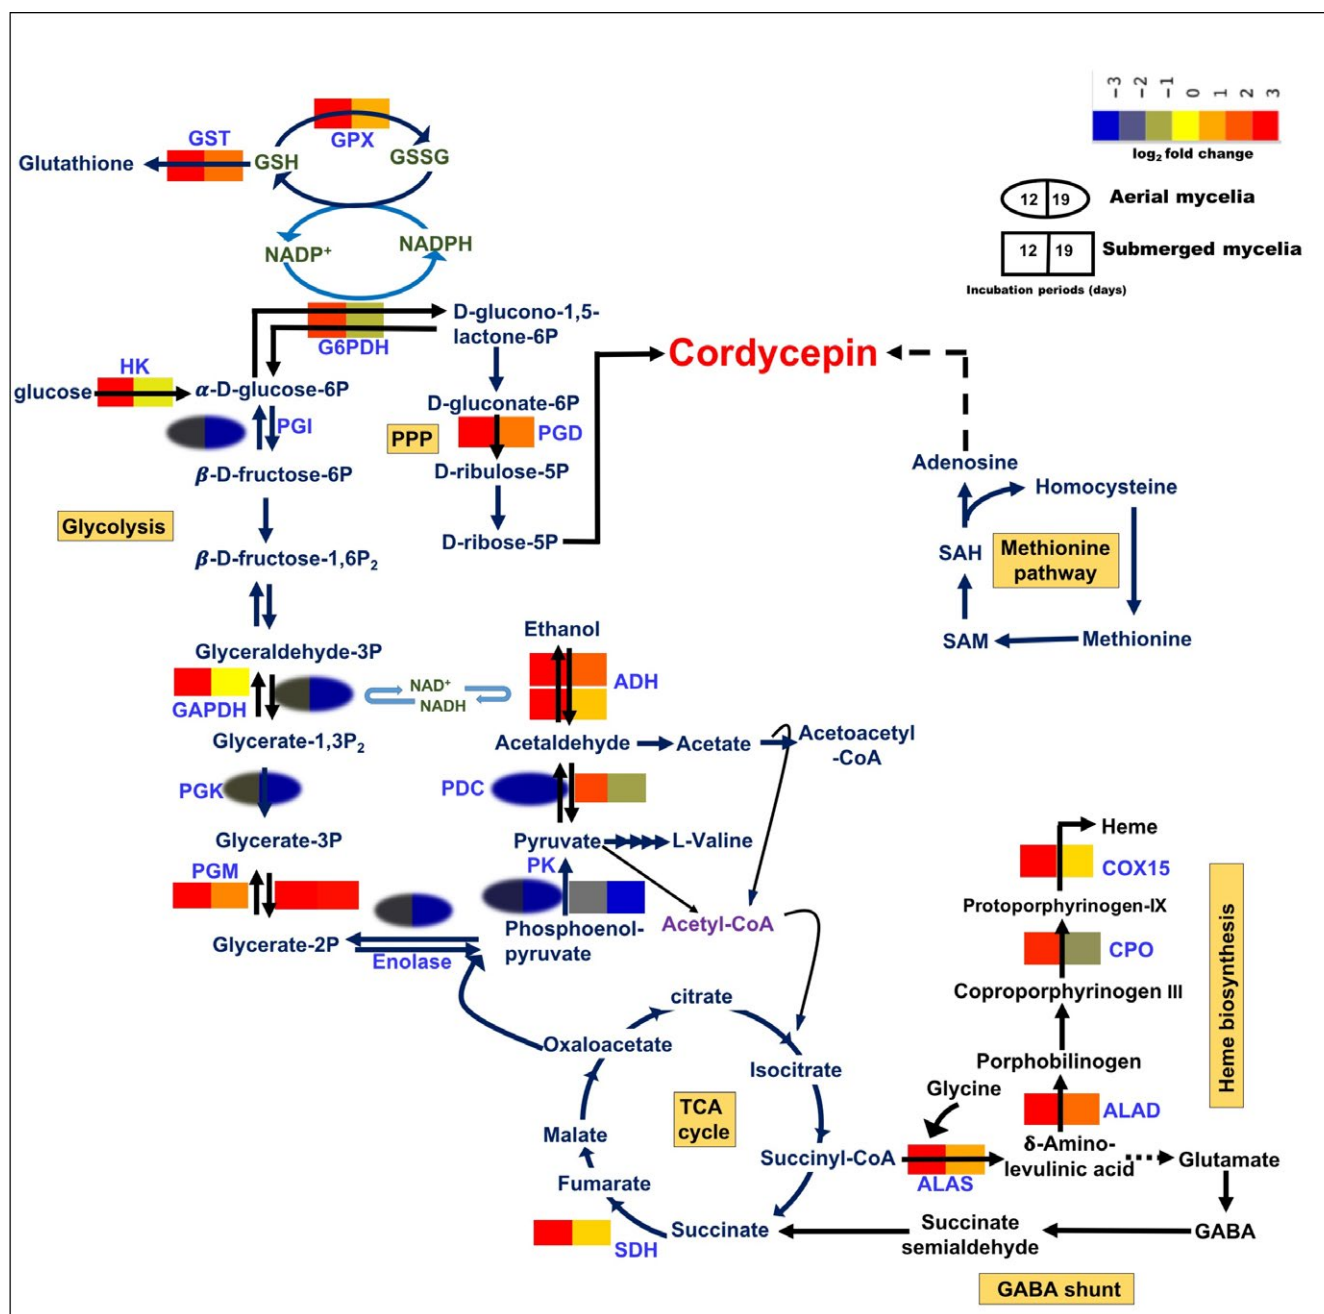 -3 -2 -1 0 1 2 3
log2 fold change
12 19 Aerial mycelia
12 19 Submerged mycelia
Incubation periods (days)
GPX
GST
Glutathione GSH GSSG
NADP+ NADPH
D-glucono-1,5-
lactone-6P
G6PDH
Cordycepin
HK
glucose α-D-glucose-6P
D-gluconate-6P
PGI
PPP
PGD
β-D-fructose-6P
D-ribulose-5P
Glycolysis
D-ribose-5P
β-D-fructose-1,6P2
Adenosine
Homocysteine
SAH
Methionine
pathway
SAM
Methionine
Ethanol
Glyceraldehyde-3P
NAD+
NADH
ADH
GAPDH
Glycerate-1,3P2
Acetaldehyde
Acetate
Acetoacetyl
-CoA
PGK
PDC
Glycerate-3P
Pyruvate
L-Valine
PGM
PK
Acetyl-CoA
Glycerate-2P
Phosphoenol-
pyruvate
Enolase
Heme
COX15
Protoporphyrinogen-IX
CPO
Coproporphyrinogen III
Porphobilinogen
Glycine
ALAD
δ-Amino-
levulinic acid
Heme biosynthesis
citrate
Oxaloacetate
Isocitrate
TCA
cycle
Malate
Succinyl-CoA
ALAS
Glutamate
Fumarate
Succinate
SDH
Succinate
semialdehyde
GABA
GABA shunt